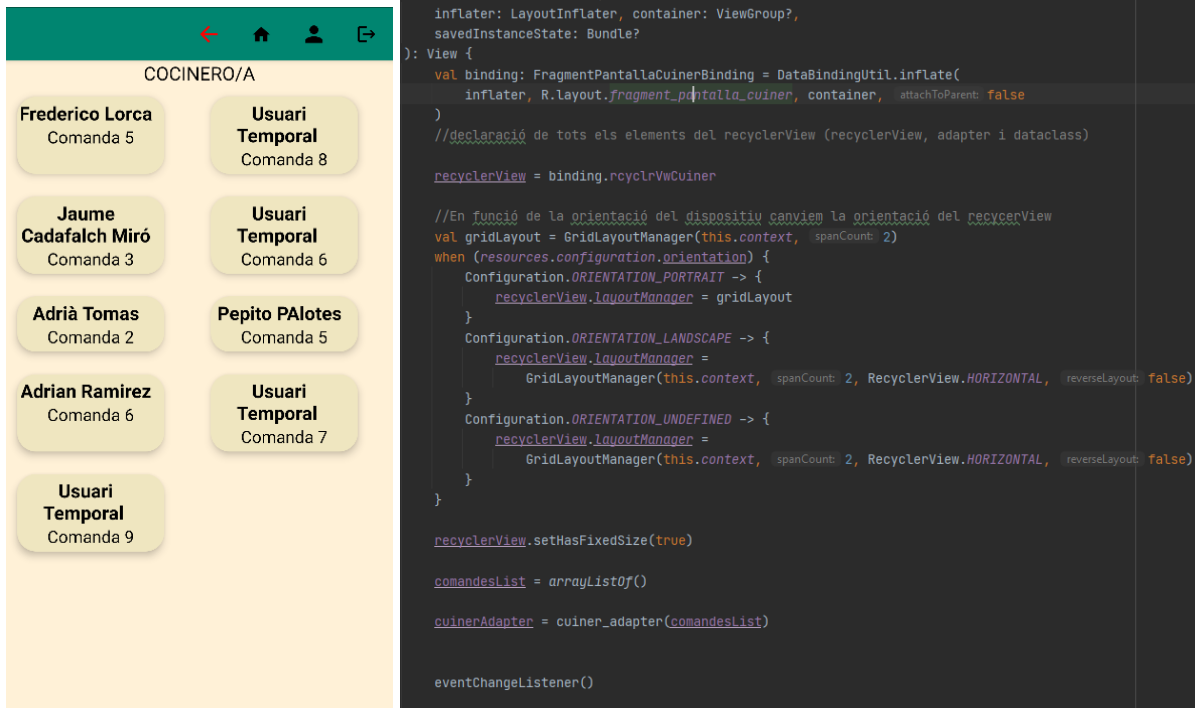 COCINERO/A
Frederico Lorca
Comanda 5
Usuari
Temporal
Comanda 8
Jaume
Cadafalch Miró
Comanda 3
Usuari
Temporal
Comanda 6
Adrià Tomas
Comanda 2
Pepito PAlotes
Comanda 5
Adrian Ramirez
Comanda 6
Usuari
Temporal
Comanda 7
Usuari
Temporal
Comanda 9
inflater: LayoutInflater, container: ViewGroup?,
savedInstanceState: Bundle?
): View {
val binding: FragmentPantallaCuinerBinding = DataBindingUtil.inflate(
inflater, R.layout.fragment_pantalla_cuiner, container, attachToParent: false
)
//declaració de tots els elements del recyclerView (recyclerView, adapter i dataclass)
recyclerView = binding.rcyclrVwCuiner
//En funció de la orientació del dispositiu canviem la orientació del recycerView
val gridLayout = GridLayoutManager(this.context, spanCount: 2)
when (resources.configuration.orientation) {
Configuration.ORIENTATION_PORTRAIT -> {
recyclerView.layoutManager = gridLayout
}
Configuration.ORIENTATION_LANDSCAPE -> {
recyclerView.layoutManager =
GridLayoutManager(this.context, spanCount: 2, RecyclerView.HORIZONTAL, reverseLayout: false)
}
Configuration.ORIENTATION_UNDEFINED -> {
recyclerView.layoutManager =
GridLayoutManager(this.context, spanCount: 2, RecyclerView.HORIZONTAL, reverseLayout: false)
}
}
recyclerView.setHasFixedSize(true)
comandesList = arrayListOf()
cuinerAdapter = cuiner_adapter(comandesList)
eventChangeListener()